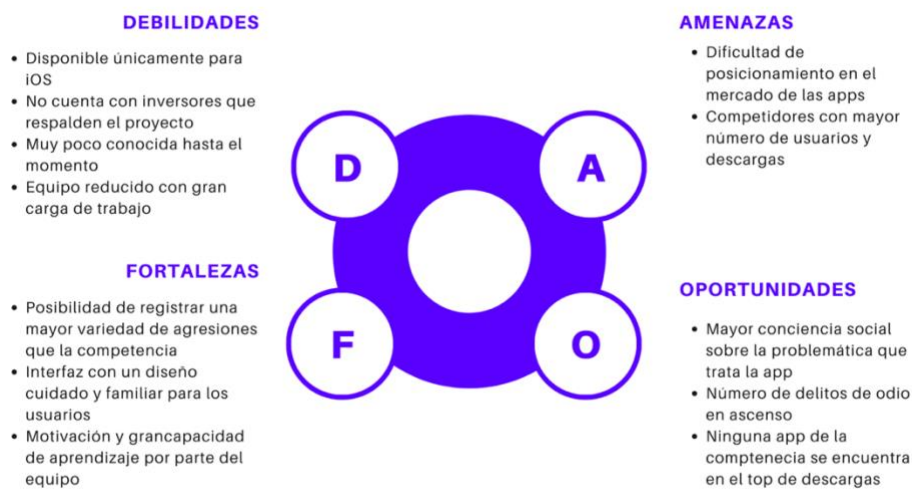 DEBILIDADES
• Disponible únicamente para
iOS
• No cuenta con inversores que
respalden el proyecto
• Muy poco conocida hasta el
momento
• Equipo reducido con gran
carga de trabajo
AMENAZAS
• Dificultad de
posicionamiento en el
mercado de las apps
• Competidores con mayor
número de usuarios y
descargas
D
A
FORTALEZAS
• Posibilidad de registrar una
mayor variedad de agresiones
que la competencia
• Interfaz con un diseño
cuidado y familiar para los
usuarios
• Motivación y grancapacidad
de aprendizaje por parte del
equipo
F
O
OPORTUNIDADES
• Mayor conciencia social
sobre la problemática que
trata la app
• Número de delitos de odio
en ascenso
• Ninguna app de la
comptenecia se encuentra
en el top de descargas